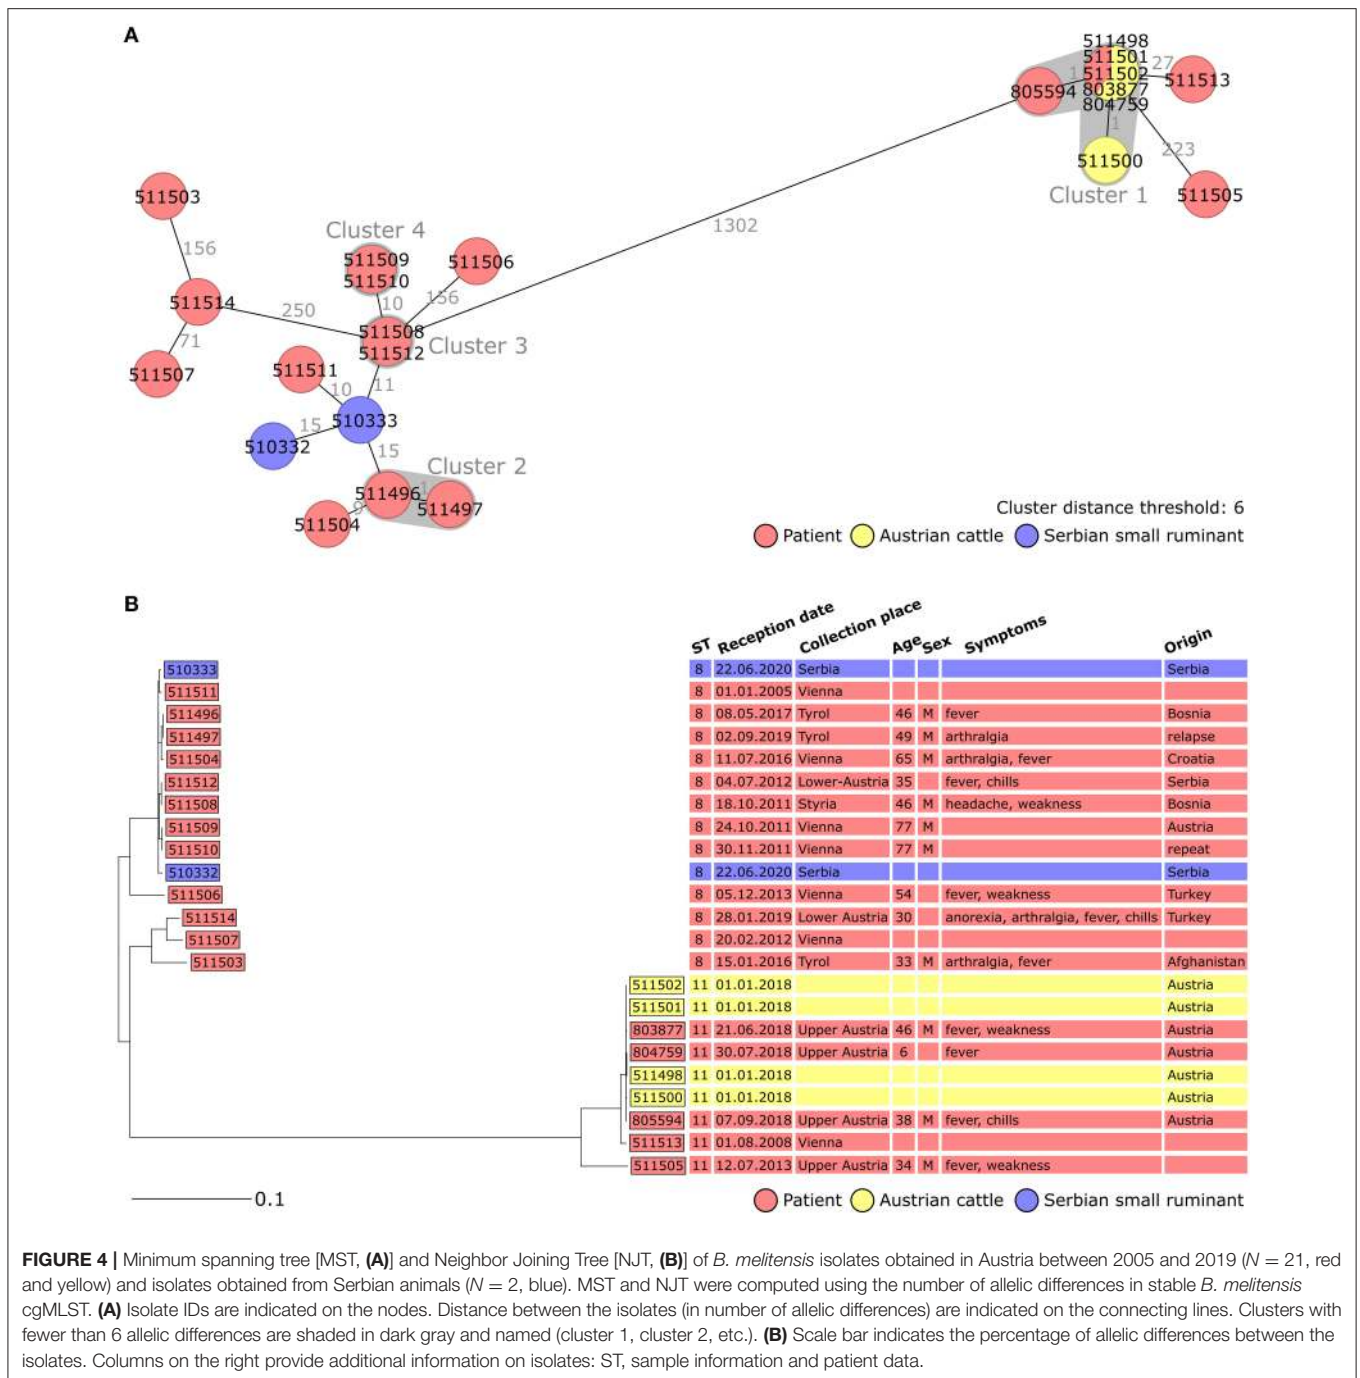 A
511498
511501
511502
803877
804759
1
27
805594
511513
1
511500
223
Cluster 1
511505
511503
1302
156
Cluster 4
511509
511510
511506
511514
10
156
250
511508
511512
Cluster 3
71
511507
511511
10
11
510333
15
510332
15
Cluster 2
511496
1
511497
9
511504
Cluster distance threshold: 6
Patient Austrian cattle Serbian small ruminant
B
ST Reception date Collection place Age Sex Symptoms Origin
510333 8 22.06.2020 Serbia Serbia
511511 8 01.01.2005 Vienna
511496 8 08.05.2017 Tyrol 46 M fever Bosnia
511497 8 02.09.2019 Tyrol 49 M arthralgia relapse
511504 8 11.07.2016 Vienna 65 M arthralgia, fever Croatia
511512 8 04.07.2012 Lower-Austria 35 fever, chills Serbia
511508 8 18.10.2011 Styria 46 M headache, weakness Bosnia
511509 8 24.10.2011 Vienna 77 M Austria
511510 8 30.11.2011 Vienna 77 M repeat
510332 8 22.06.2020 Serbia Serbia
511506 8 05.12.2013 Vienna 54 fever, weakness Turkey
511514 8 28.01.2019 Lower Austria 30 anorexia, arthralgia, fever, chills Turkey
511507 8 20.02.2012 Vienna
511503 8 15.01.2016 Tyrol 33 M arthralgia, fever Afghanistan
511502 11 01.01.2018 Austria
511501 11 01.01.2018 Austria
803877 11 21.06.2018 Upper Austria 46 M fever, weakness Austria
804759 11 30.07.2018 Upper Austria 6 fever Austria
511498 11 01.01.2018 Austria
511500 11 01.01.2018 Austria
805594 11 07.09.2018 Upper Austria 38 M fever, chills Austria
511513 11 01.08.2008 Vienna
511505 11 12.07.2013 Upper Austria 34 M fever, weakness
0.1
Patient Austrian cattle Serbian small ruminant
FIGURE 4 | Minimum spanning tree [MST, (A)] and Neighbor Joining Tree [NJT, (B)] of B. melitensis isolates obtained in Austria between 2005 and 2019 (N = 21, red
and yellow) and isolates obtained from Serbian animals (N = 2, blue). MST and NJT were computed using the number of allelic differences in stable B. melitensis
cgMLST. (A) Isolate IDs are indicated on the nodes. Distance between the isolates (in number of allelic differences) are indicated on the connecting lines. Clusters with
fewer than 6 allelic differences are shaded in dark gray and named (cluster 1, cluster 2, etc.). (B) Scale bar indicates the percentage of allelic differences between the
isolates. Columns on the right provide additional information on isolates: ST, sample information and patient data.